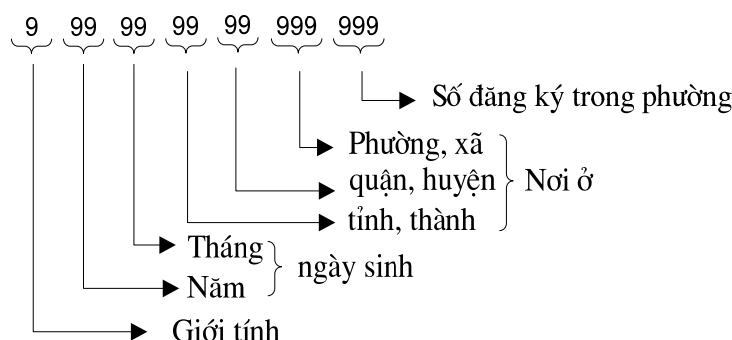 9 99 99 99 99 999 999
Số đăng ký trong phường
Phường, xã
quận, huyện
Nơi ở
tỉnh, thành
Tháng
ngày sinh
Năm
Giới tính